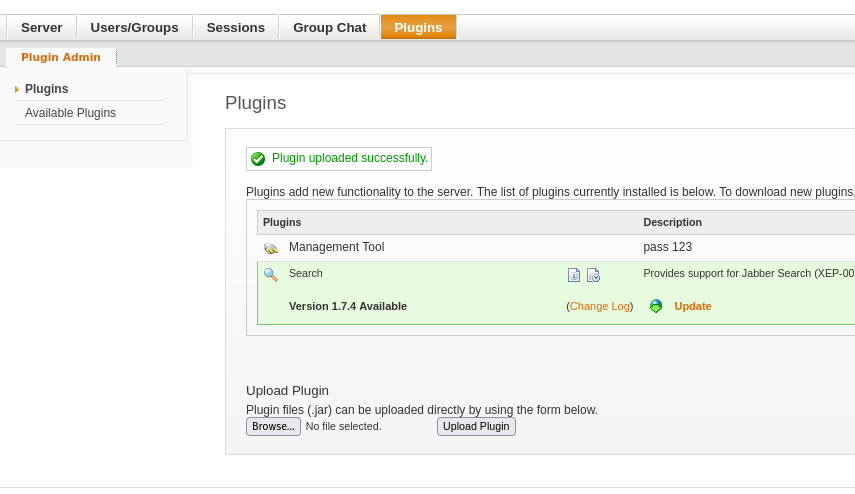 Server Users/Groups Sessions Group Chat Plugins
Plugin Admin
Plugins
Available Plugins
Plugins
Plugin uploaded successfully.
Plugins add new functionality to the server. The list of plugins currently installed is below. To download new plugins,
Plugins Description
Management Tool pass 123
Search Provides support for Jabber Search (XEP-00
Version 1.7.4 Available (Change Log) Update
Upload Plugin
Plugin files (.jar) can be uploaded directly by using the form below.
Browse... No file selected. Upload Plugin